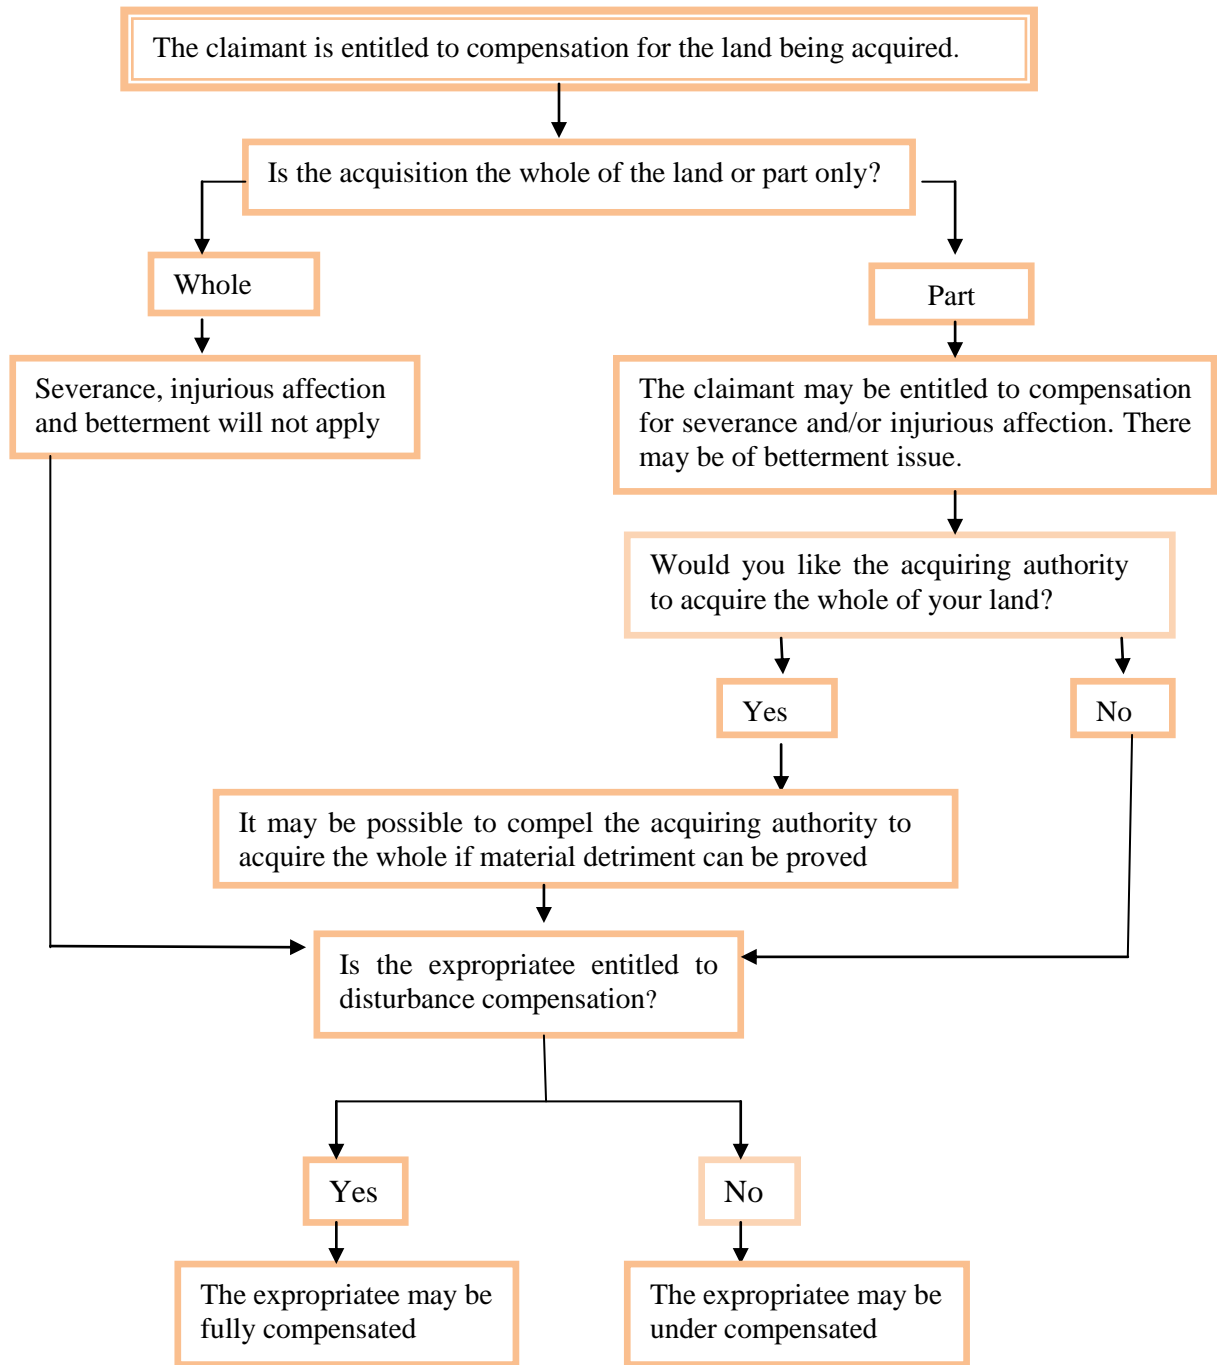 The claimant is entitled to compensation for the land being acquired.
Is the acquisition the whole of the land or part only?
Whole
Part
Severance, injurious affection
and betterment will not apply
The claimant may be entitled to compensation
for severance and/or injurious affection. There
may be of betterment issue.
Would you like the acquiring authority
to acquire the whole of your land?
Yes
No
It may be possible to compel the acquiring authority to
acquire the whole if material detriment can be proved
Is the expropriatee entitled to
disturbance compensation?
Yes
No
The expropriatee may be
fully compensated
The expropriatee may be
under compensated